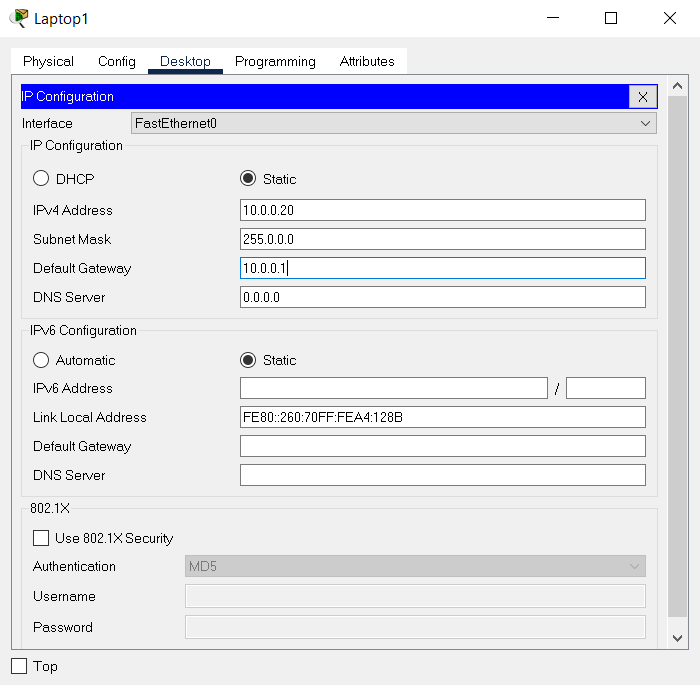 Laptop1
Physical Config Desktop Programming Attributes
IP Configuration X
Interface FastEthernet0
IP Configuration
DHCP Static
IPv4 Address 10.0.0.20
Subnet Mask 255.0.0.0
Default Gateway 10.0.0.1
DNS Server 0.0.0.0
IPv6 Configuration
Automatic Static
IPv6 Address /
Link Local Address FE80::260:70FF:FEA4:128B
Default Gateway
DNS Server
802.1X
Use 802.1X Security
Authentication MD5
Username
Password
Top